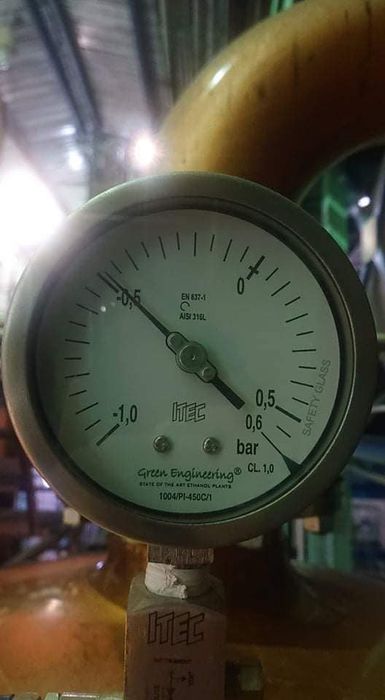 0
-0,5
EN 837-1
AISI 316L
SAFETY GLASS
0,5
-1,0
ITEC
0,6
bar
CL. 1,0
Green Engineering®
STATE OF THE ART ETHANOL PLANTS
1004/PI-450C/1
ITEC
INSTRUMENT